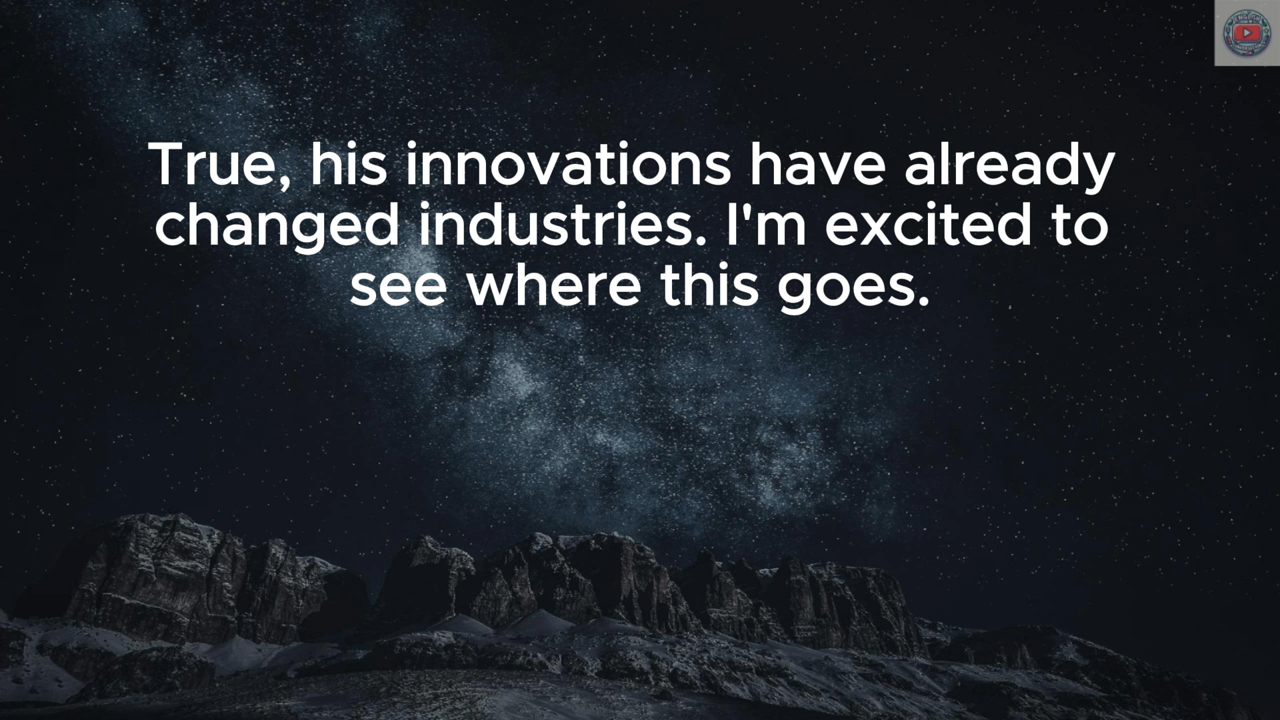 True, his innovations have already
changed industries. I'm excited to
see where this goes.